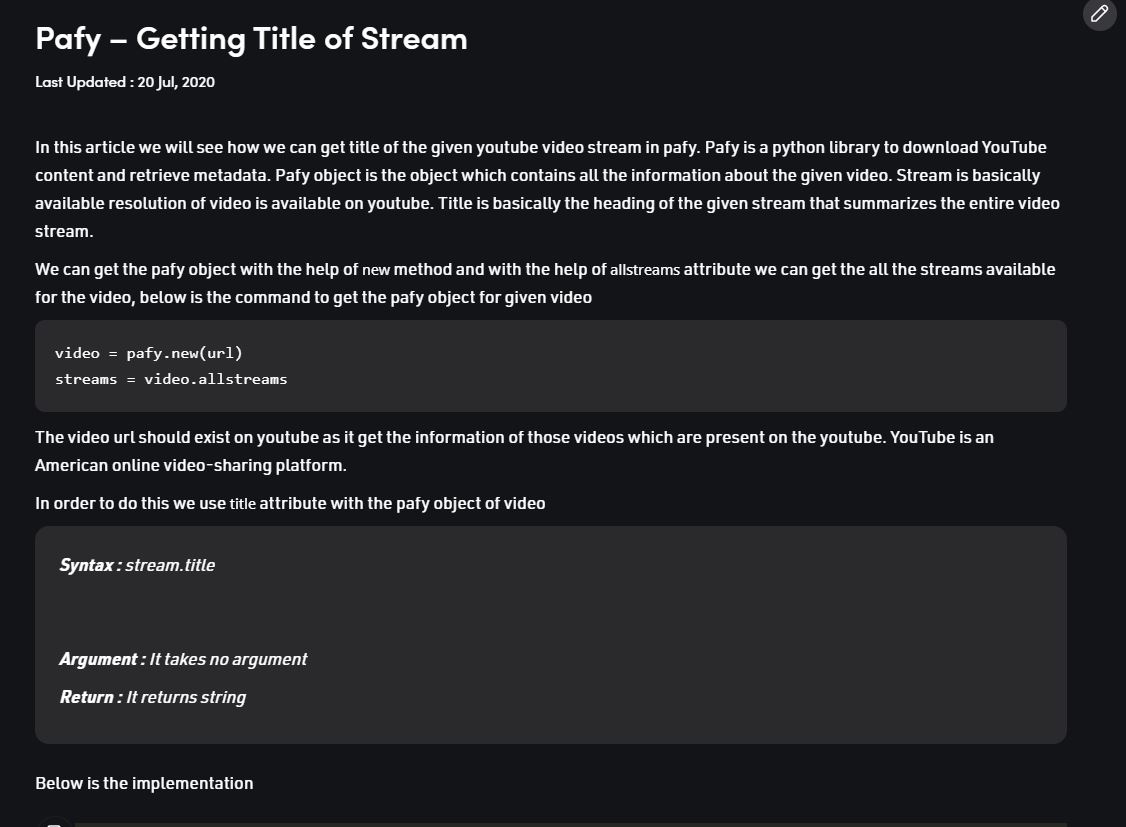 Pafy – Getting Title of Stream
Last Updated : 20 Jul, 2020
In this article we will see how we can get title of the given youtube video stream in pafy. Pafy is a python library to download YouTube
content and retrieve metadata. Pafy object is the object which contains all the information about the given video. Stream is basically
available resolution of video is available on youtube. Title is basically the heading of the given stream that summarizes the entire video
stream.
We can get the pafy object with the help of new method and with the help of allstreams attribute we can get the all the streams available
for the video, below is the command to get the pafy object for given video
video = pafy.new(url)
streams = video.allstreams
The video url should exist on youtube as it get the information of those videos which are present on the youtube. YouTube is an
American online video-sharing platform.
In order to do this we use title attribute with the pafy object of video
Syntax : stream.title
Argument : It takes no argument
Return : It returns string
Below is the implementation